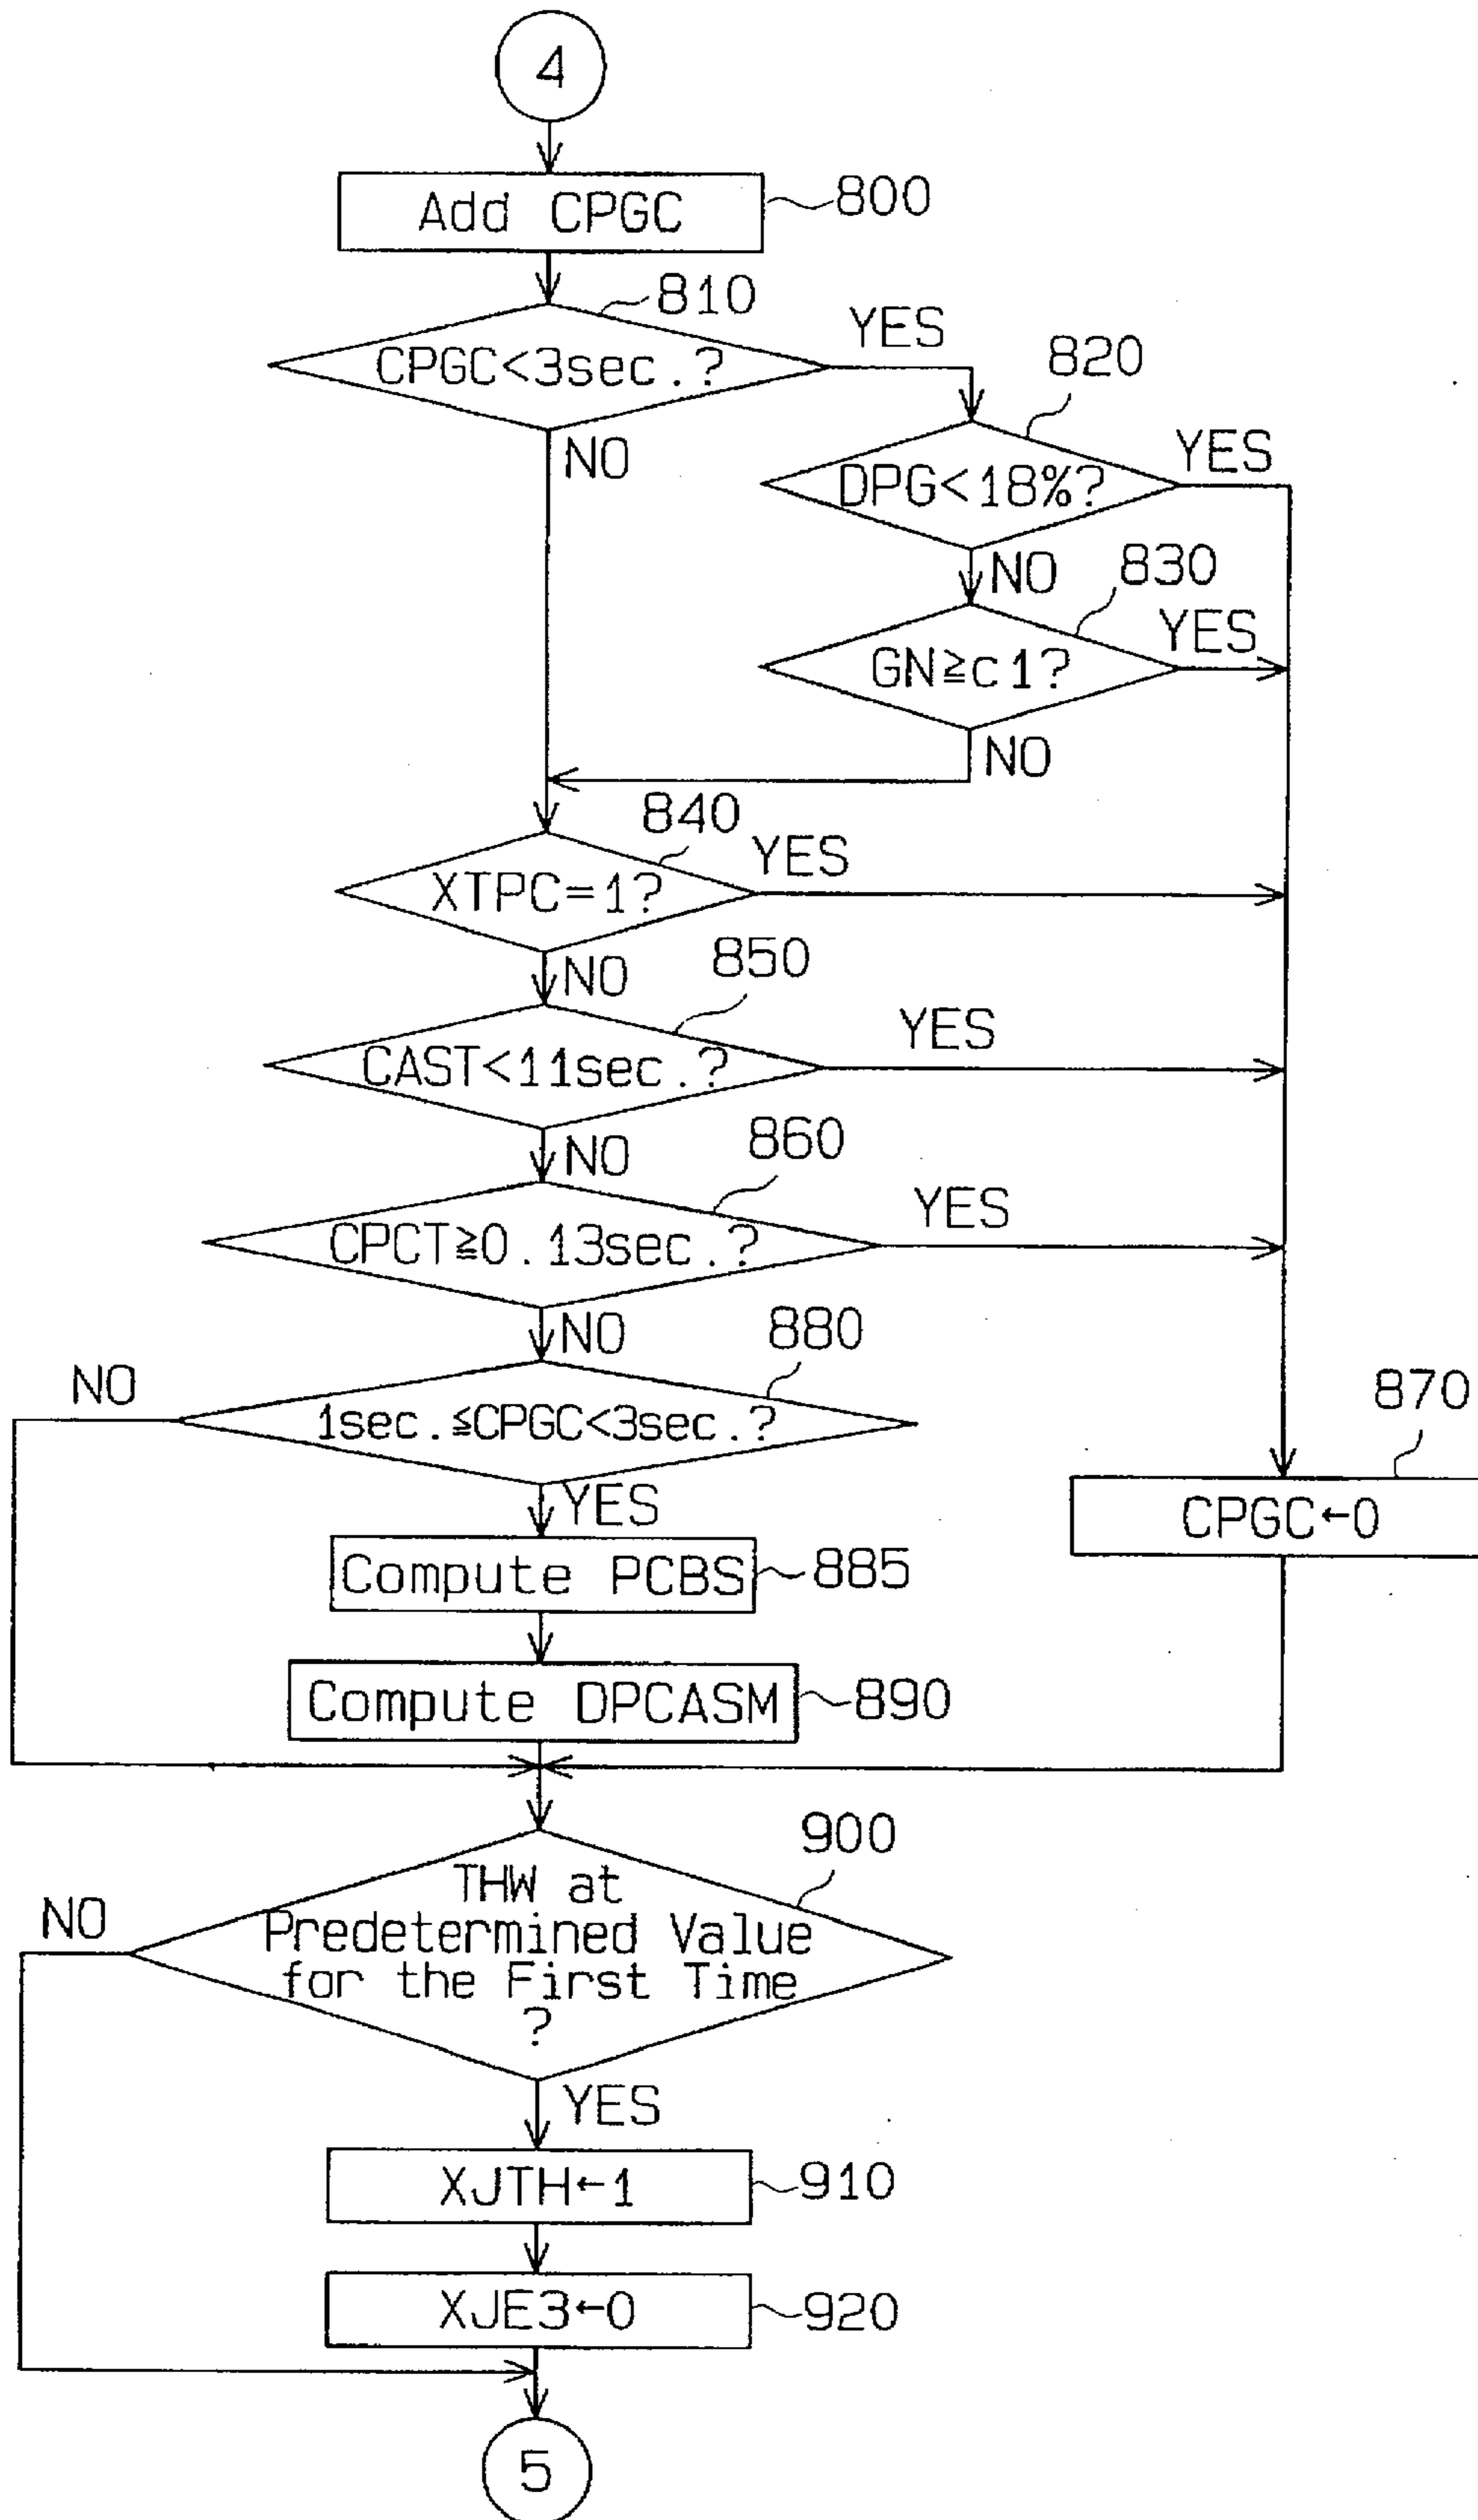 4
Add CPGC
800
810
CPGC<3sec.?
YES
820
NO
DPG<18%?
YES
NO
830
GN≧c1?
YES
NO
840
XTPC=1?
YES
NO
850
CAST<11sec.?
YES
NO
860
CPCT≧0.13sec.?
YES
NO
880
NO
1sec.≦CPGC<3sec.?
870
YES
CPGC←0
Compute PCBS
885
Compute DPCASM
890
900
NO
THW at
Predetermined Value
for the First Time
?
YES
XJTH←1
910
XJE3←0
920
5